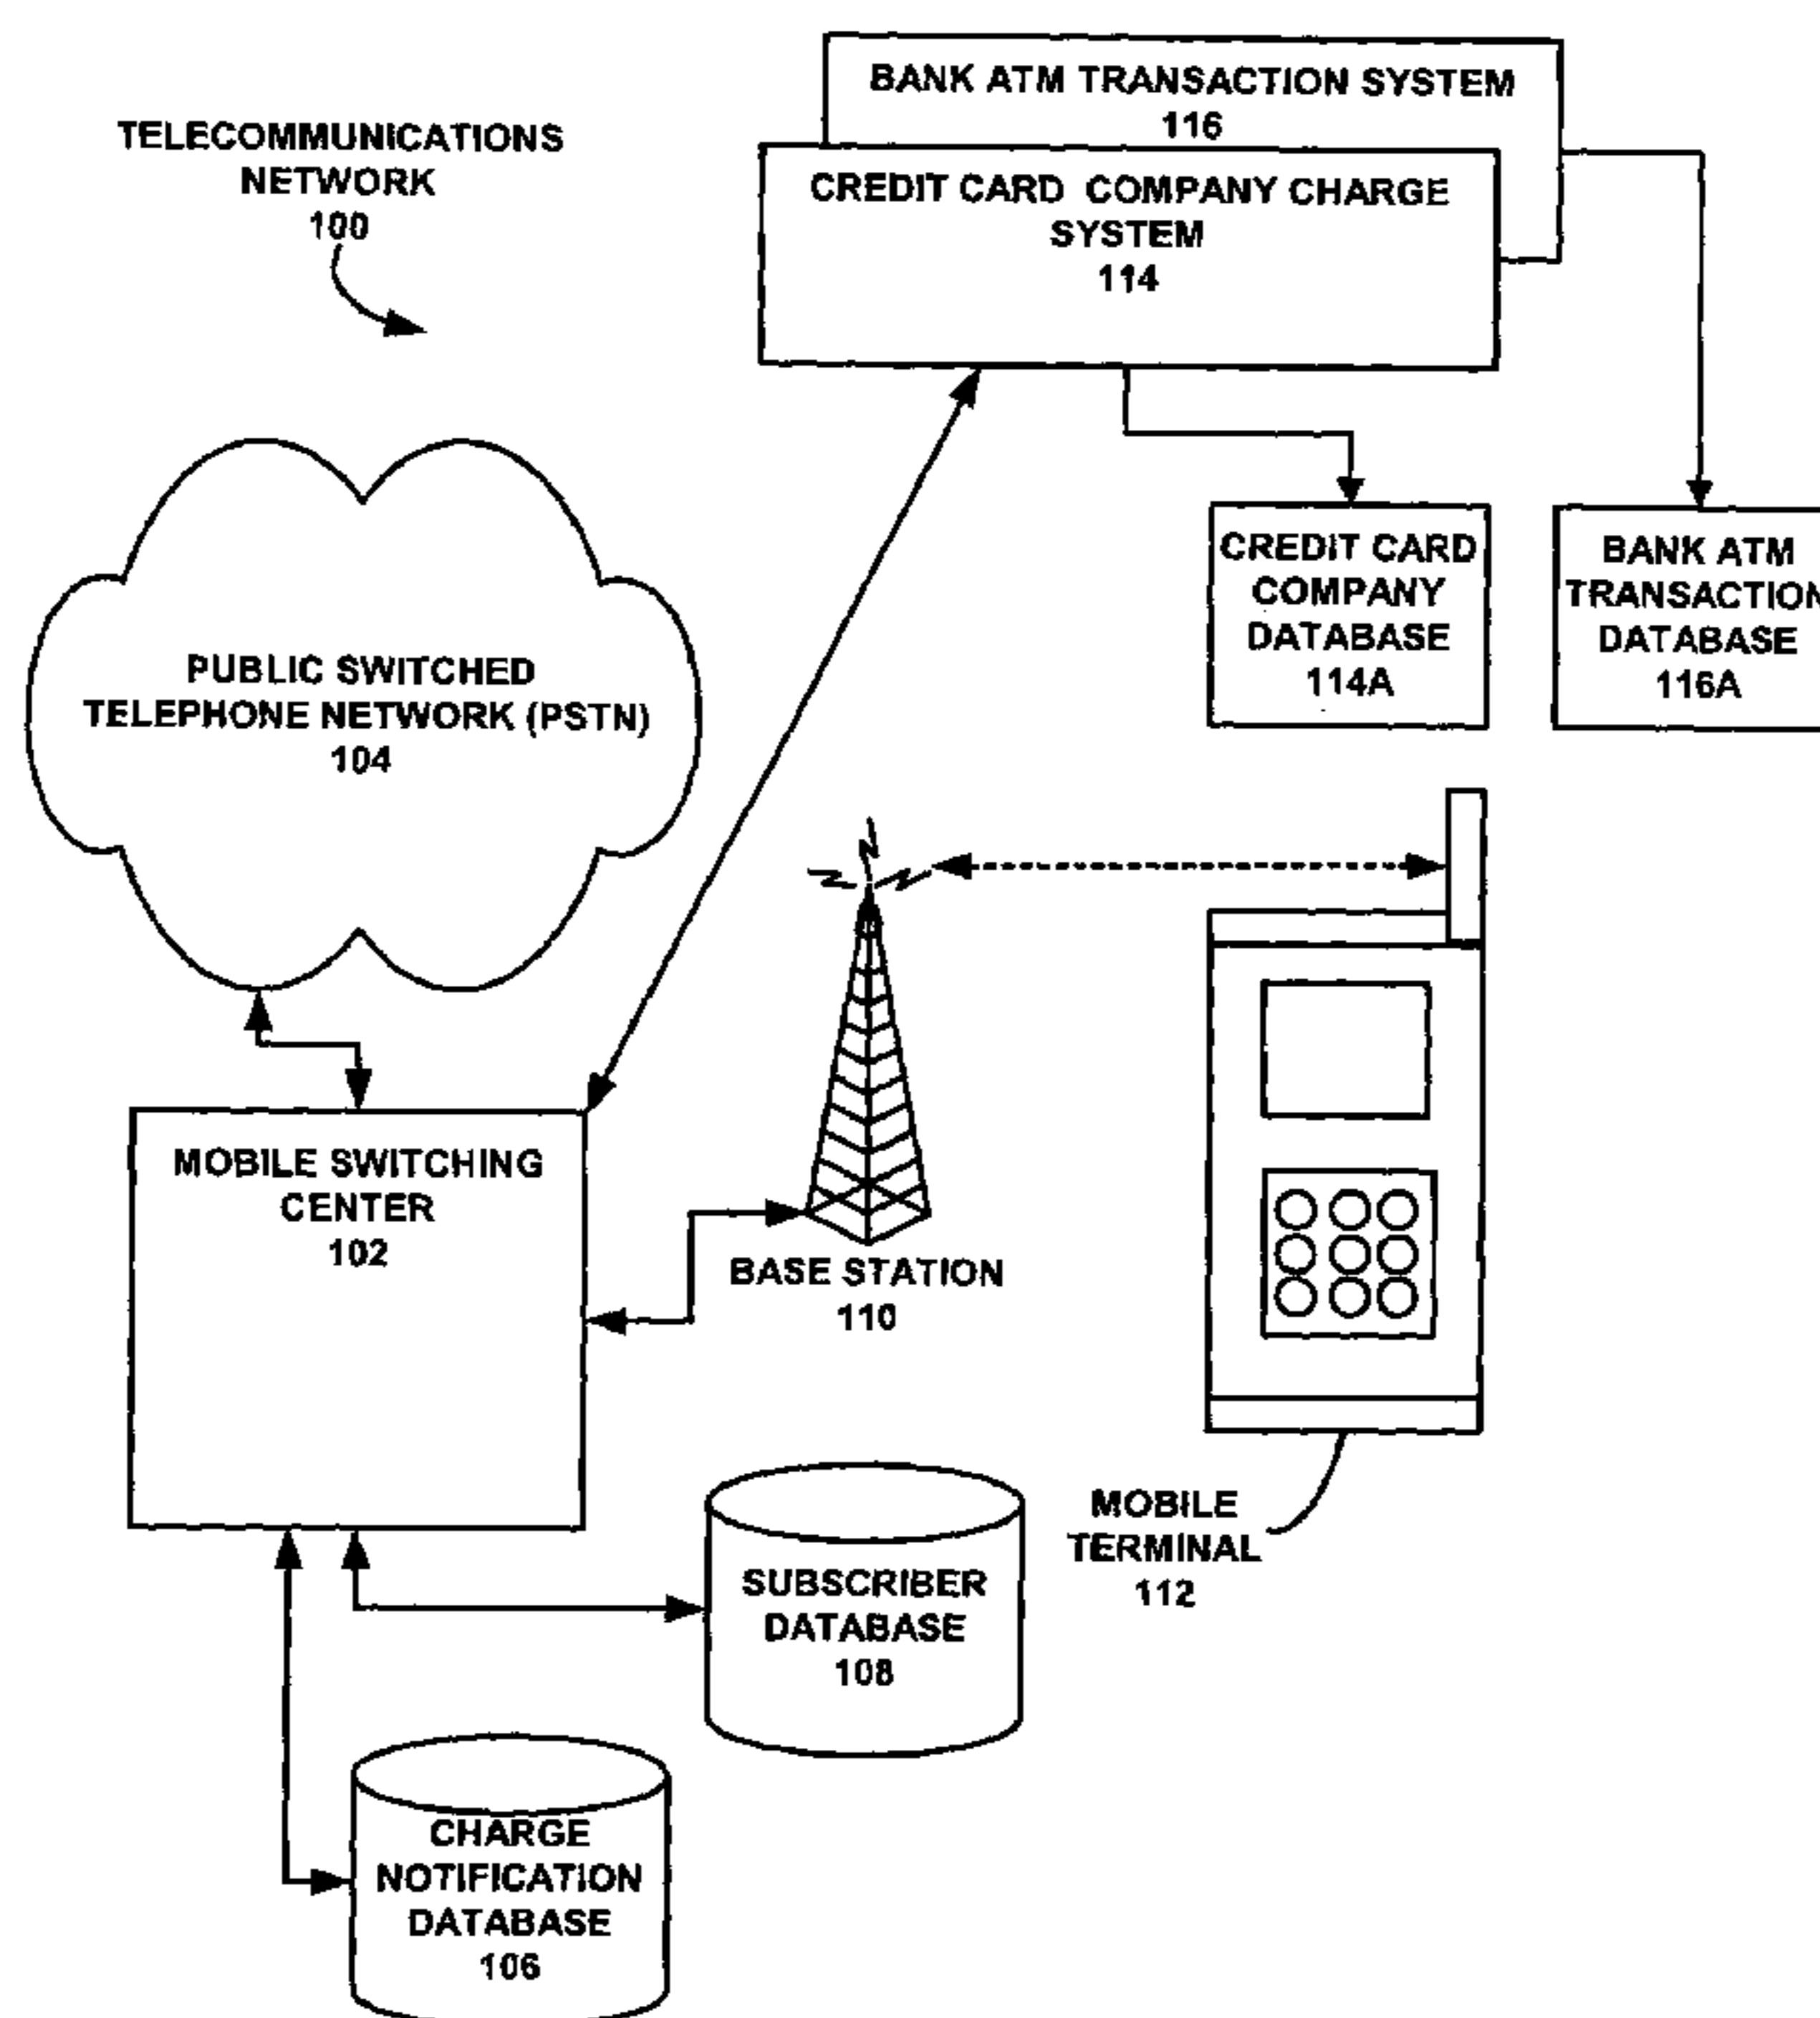 BANK ATM TRANSACTION SYSTEM
116
TELECOMMUNICATIONS
NETWORK
100
CREDIT CARD COMPANY CHARGE
SYSTEM
114
CREDIT CARD
COMPANY
DATABASE
114A
BANK ATM
TRANSACTION
DATABASE
116A
PUBLIC SWITCHED
TELEPHONE NETWORK (PSTN)
104
MOBILE SWITCHING
CENTER
102
BASE STATION
110
MOBILE
TERMINAL
112
SUBSCRIBER
DATABASE
108
CHARGE
NOTIFICATION
DATABASE
106